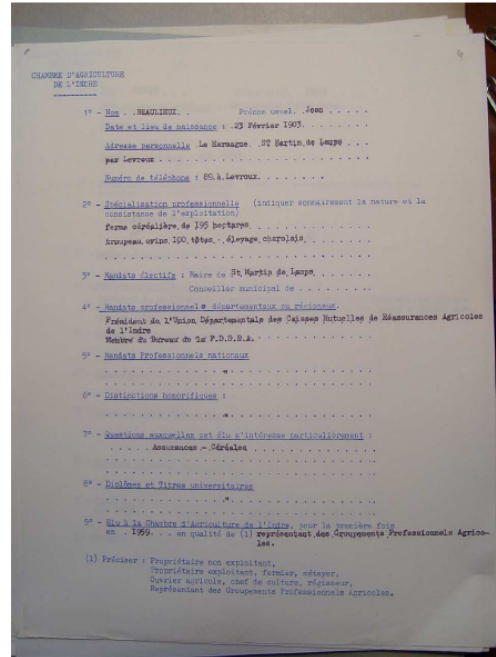 CHAMBRE D'AGRICULTURE
DE L'INDRE
1° - Nom . . BEAULIEUX. . Prénom usuel. .Jean . . . . .
Date et lieu de naissance : .23 Février 1903. . . . . . . .
Adresse personnelle .Le Marmagne. .ST Martin de Lamps . . .
par Levroux . . . . . . . . . . . . . . . . . . . . . . .
Numéro de téléphone : 89.à.Levroux. . . . . . . .
2° - Spécialisation professionnelle (indiquer sommairement la nature et la
consistance de l'exploitation)
ferme céréalière de 195 hectares
troupeau ovins 100 têtes - élevage charolais
3° - Mandats électifs : Maire de St Martin de Lamps
Conseiller municipal de . . . . . . . . .
4° - Mandats professionnels départementaux ou régionaux.
Président de l'Union Départementale des Caisses Mutuelles de Réassurances Agricoles
de l'Indre
Membre du Bureau de la F.D.S.E.A.
5° - Mandats Professionnels nationaux
"
6° - Distinctions honorifiques :
"
7° - Questions auxquelles cet élu s'intéresse particulièrement :
. . . . . Assurances - Céréales . . . . .
8° - Diplômes et Titres universitaires
"
9° - Elu à la Chambre d'Agriculture de l'Indre, pour la première fois
en . 1959. . . en qualité de (1) représentant des Groupements Professionnels Agrico-
les.
(1) Préciser : Propriétaire non exploitant,
Propriétaire exploitant, fermier, métayer,
Ouvrier agricole, chef de culture, régisseur,
Représentant des Groupements Professionnels Agricoles.